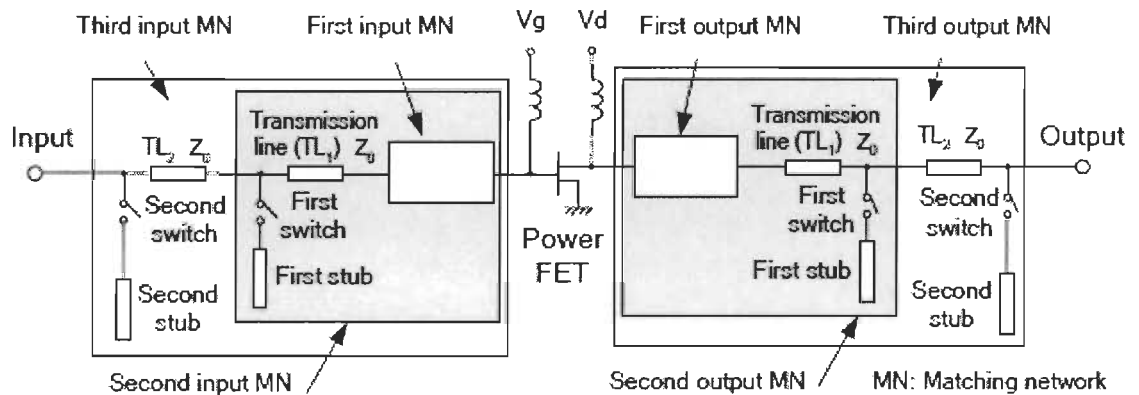 Third input MN
First input MN
Vg
Vd
First output MN
Third output MN
Input
Transmission
line (TL₁) Z₀
TL₂ Z₀
Second
switch
First
switch
First stub
Second
stub
Power
FET
Transmission
line (TL₁) Z₀
First
switch
First stub
TL₂ Z₀
Second
switch
Second
stub
Output
Second input MN
Second output MN
MN: Matching network